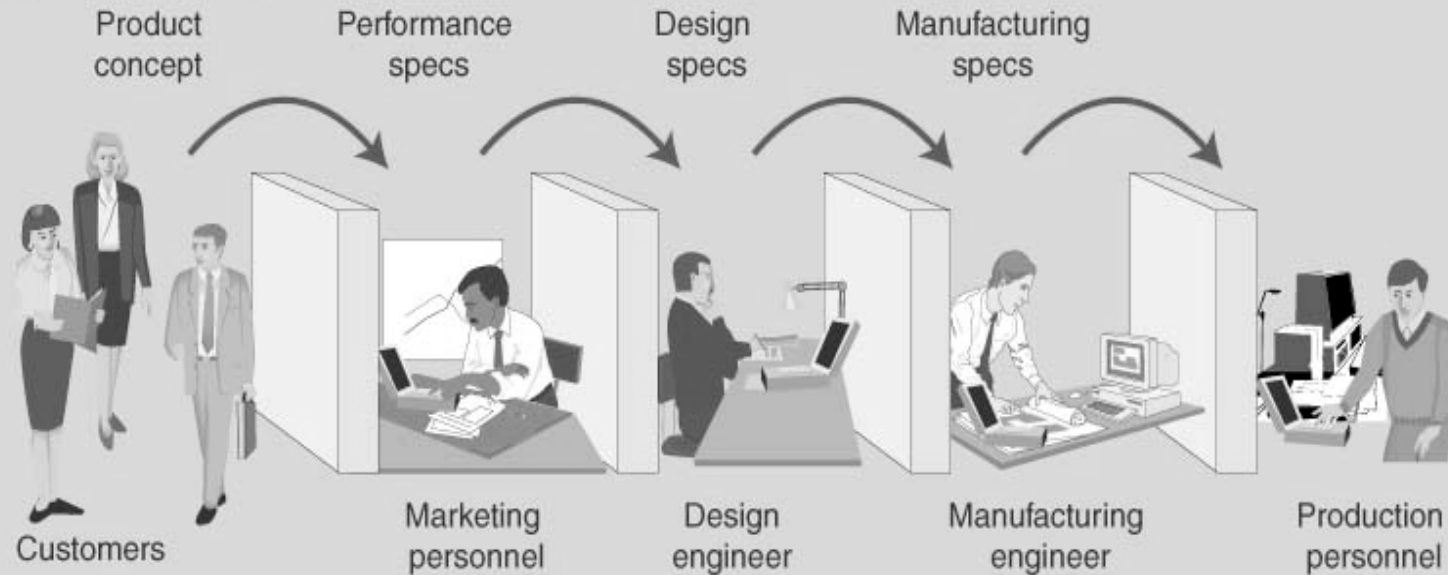 Product
concept
Performance
specs
Design
specs
Manufacturing
specs
Customers
Marketing
personnel
Design
engineer
Manufacturing
engineer
Production
personnel